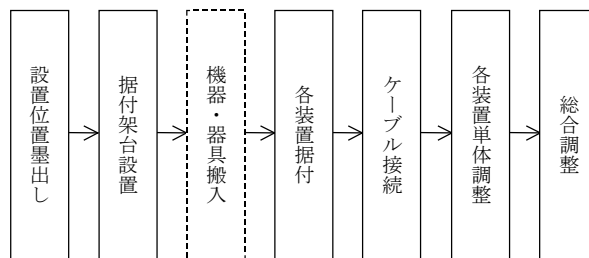 設置位置墨出し
据付架台設置
機器・器具搬入
各装置据付
ケーブル接続
各装置単体調整
総合調整